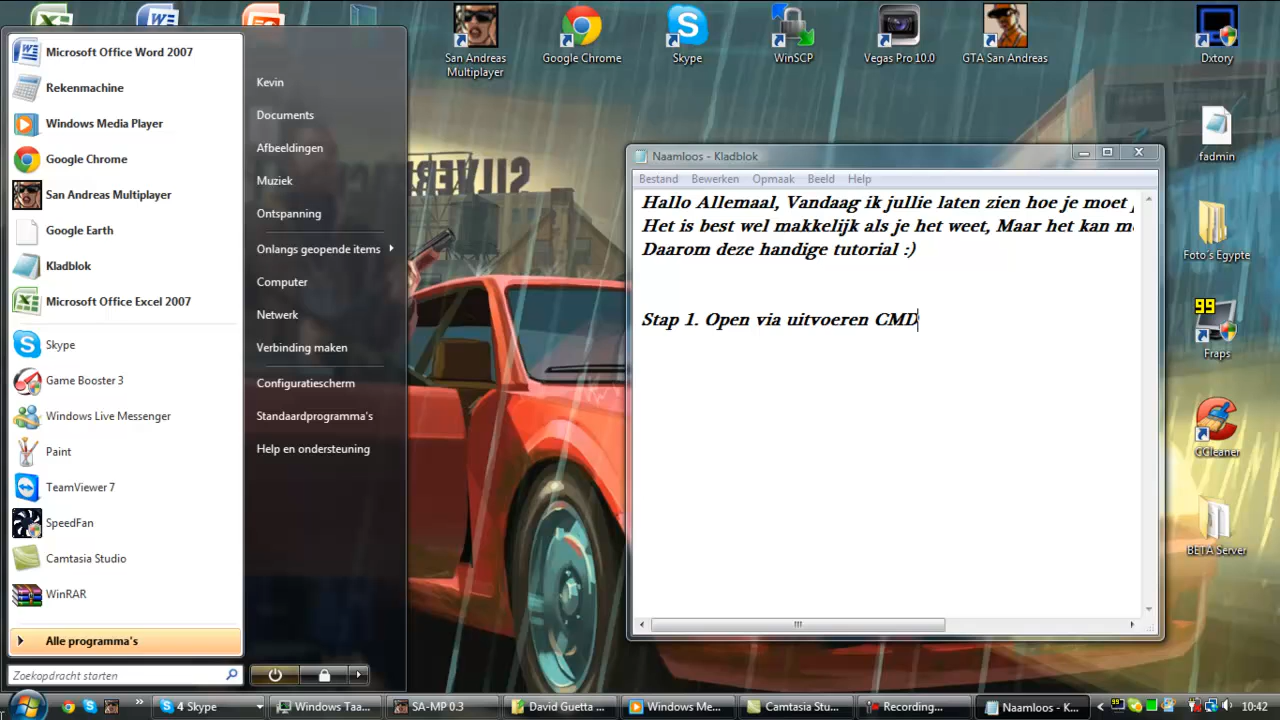 San Andreas
Multiplayer
Google Chrome
Skype
WinSCP
Vegas Pro 10.0
GTA San Andreas
Dxtory
fadmin
Foto's Egypte
99
Fraps
CCleaner
BETA Server
Microsoft Office Word 2007
Rekenmachine
Windows Media Player
Google Chrome
San Andreas Multiplayer
Google Earth
Kladblok
Microsoft Office Excel 2007
Skype
Game Booster 3
Windows Live Messenger
Paint
TeamViewer 7
SpeedFan
Camtasia Studio
WinRAR
Alle programma's
Zoekopdracht starten
Kevin
Documents
Afbeeldingen
Muziek
Ontspanning
Onlangs geopende items
Computer
Netwerk
Verbinding maken
Configuratiescherm
Standaardprogramma's
Help en ondersteuning
SILVER
Naamloos - Kladblok
Bestand Bewerken Opmaak Beeld Help
Hallo Allemaal, Vandaag ik jullie laten zien hoe je moet
Het is best wel makkelijk als je het weet, Maar het kan
Daarom deze handige tutorial :)
Stap 1. Open via uitvoeren CMD
4 Skype
Windows Taa...
SA-MP 0.3
David Guetta ...
Windows Me...
Camtasia Stu...
Recording...
Naamloos - K...
10:42